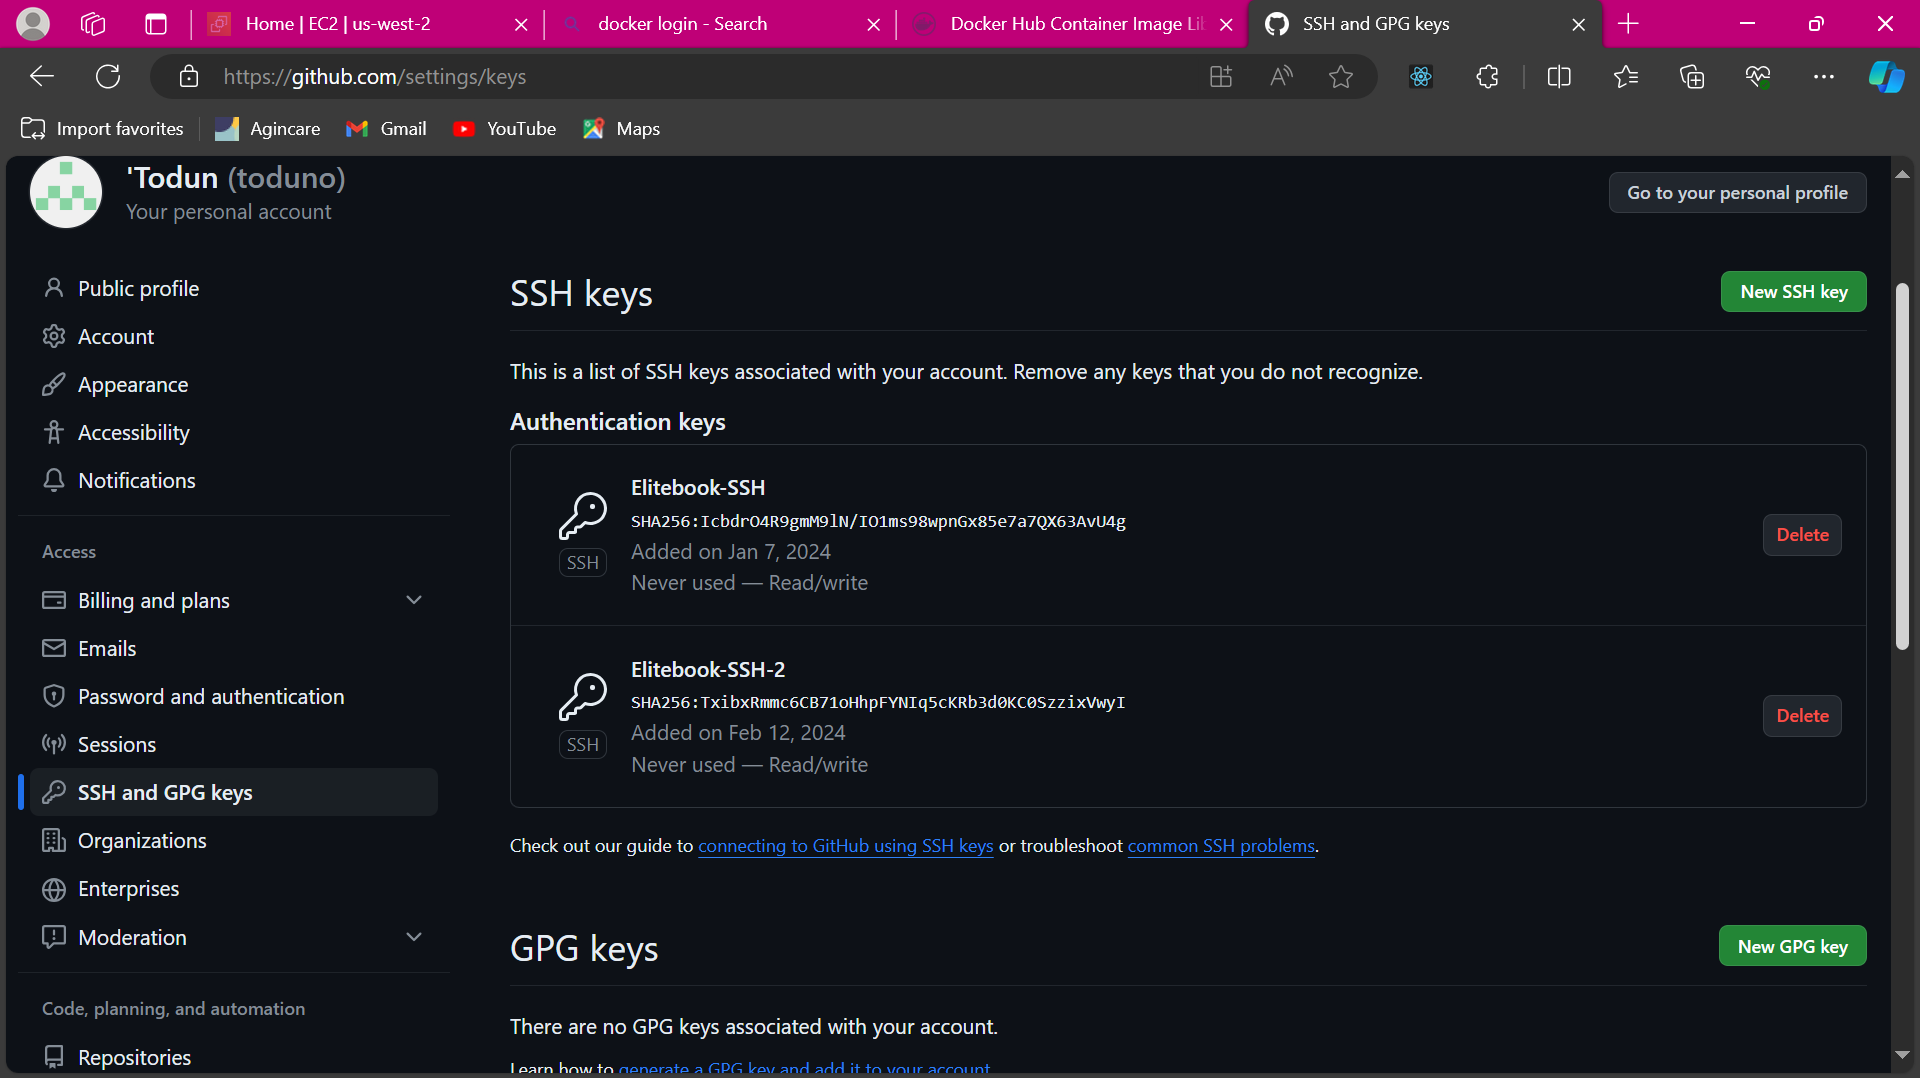 Home | EC2 | us-west-2
docker login - Search
Docker Hub Container Image Li
SSH and GPG keys
https://github.com/settings/keys
Import favorites
Agincare
Gmail
YouTube
Maps
'Todun (toduno)
Your personal account
Go to your personal profile
Public profile
Account
Appearance
Accessibility
Notifications
Access
Billing and plans
Emails
Password and authentication
Sessions
SSH and GPG keys
Organizations
Enterprises
Moderation
Code, planning, and automation
Repositories
SSH keys
New SSH key
This is a list of SSH keys associated with your account. Remove any keys that you do not recognize.
Authentication keys
Elitebook-SSH
SHA256:IcbdrO4R9gmM9lN/IO1ms98wpnGx85e7a7QX63AvU4g
SSH
Added on Jan 7, 2024
Never used — Read/write
Delete
Elitebook-SSH-2
SHA256:TxibxRmmc6CB71oHhpFYNIq5cKRb3d0KC0SzzixVwyI
SSH
Added on Feb 12, 2024
Never used — Read/write
Delete
Check out our guide to connecting to GitHub using SSH keys or troubleshoot common SSH problems.
GPG keys
New GPG key
There are no GPG keys associated with your account.
Learn how to generate a GPG key and add it to your account